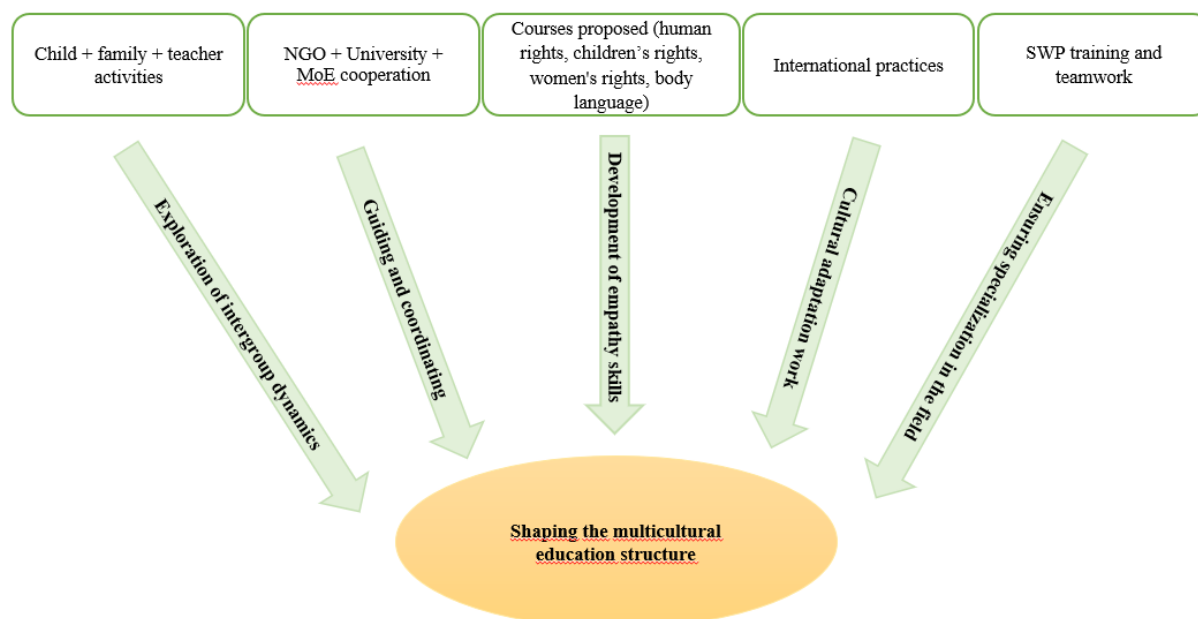 Child + family + teacher
activities
NGO + University +
MoE cooperation
Courses proposed (human
rights, children’s rights,
women's rights, body
language)
International practices
SWP training and
teamwork
Exploration of intergroup dynamics
Guiding and coordinating
Development of empathy skills
Cultural adaptation work
Ensuring specialization in the field
Shaping the multicultural
education structure